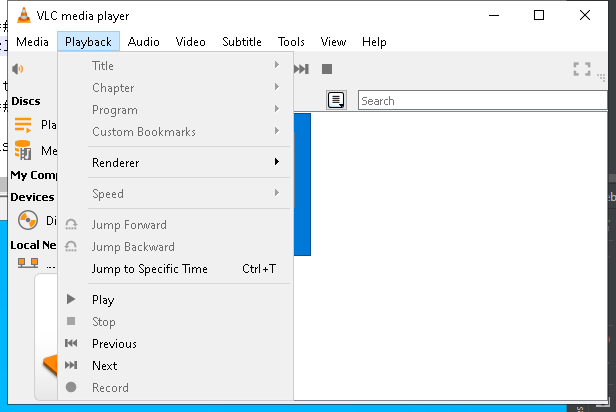 VLC media player
Media Playback Audio Video Subtitle Tools View Help
Title
Chapter
Program
Custom Bookmarks
Renderer
Speed
Jump Forward
Jump Backward
Jump to Specific Time Ctrl+T
Play
Stop
Previous
Next
Record
Search
Discs
Pla
Me
My Comp
Devices
Di
Local Ne